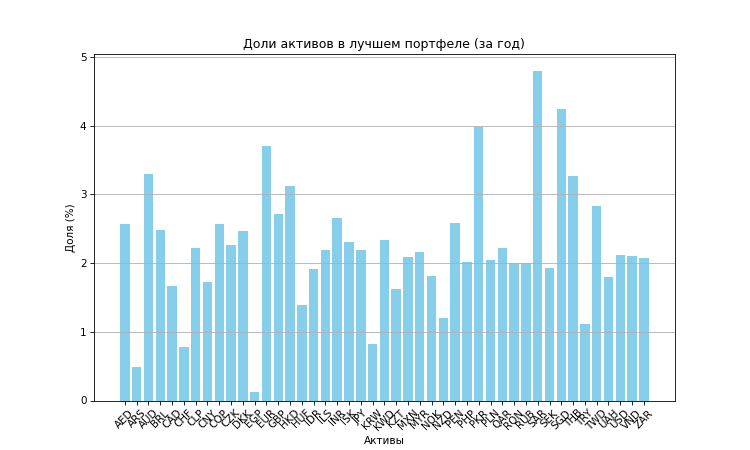 Доли активов в лучшем портфеле (за год)
Доля (%)
5
4
3
2
1
0
AED ARS AUD BRL CAD CHF CLP CNY COP CZK DKK EGP EUR GBP HKD HUF IDR ILS INR ISK JPY KRW KWD KZT MXN MYR NOK NZD PEN PHP PKR PLN QAR RON RUB SAR SEK SGD THB TRY TWD UAH USD VND ZAR
Активы